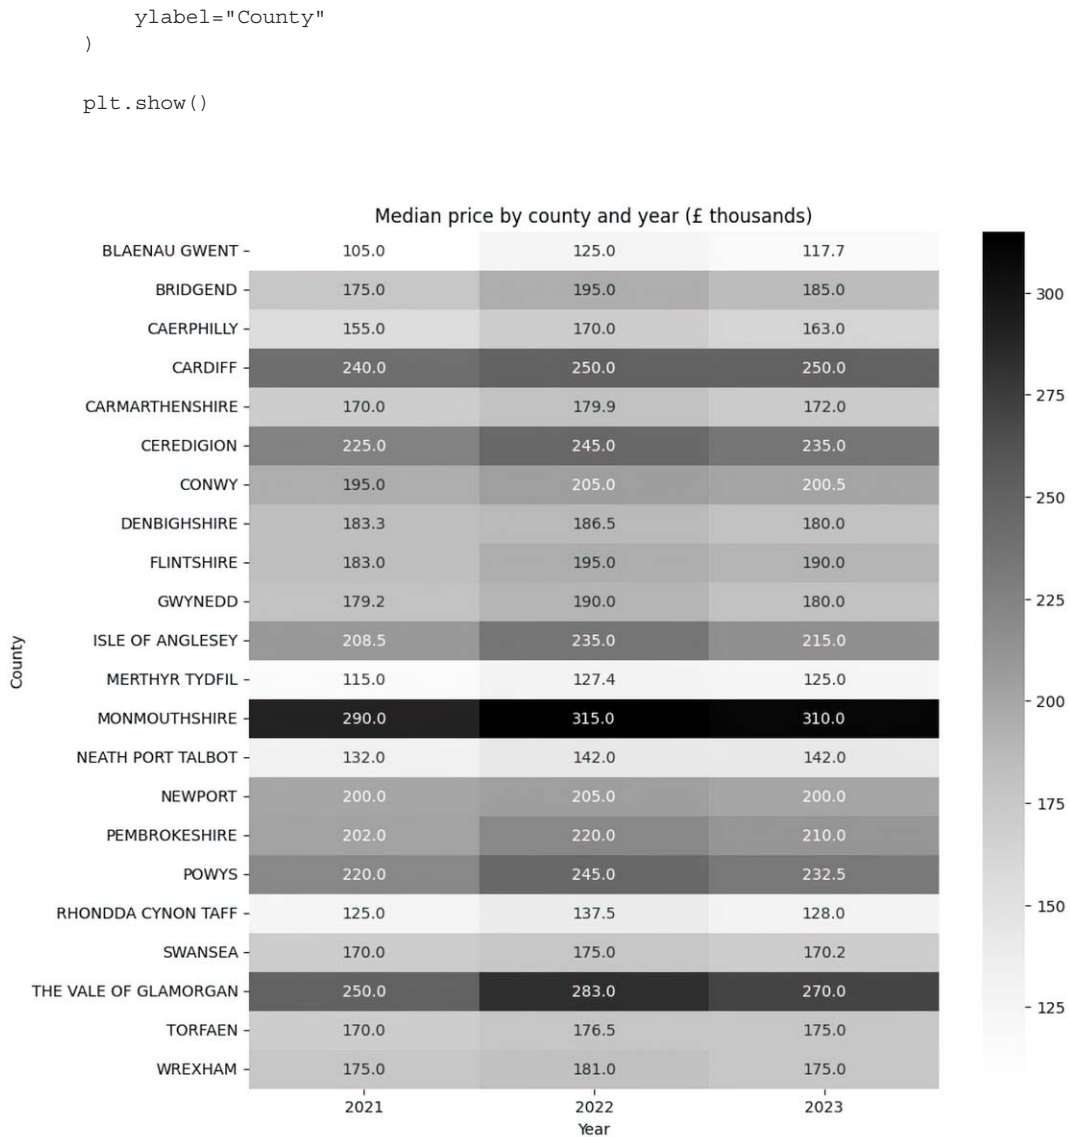 ylabel="County"
)
plt.show()
Median price by county and year (£ thousands)
BLAENAU GWENT 105.0 125.0 117.7
BRIDGEND 175.0 195.0 185.0
CAERPHILLY 155.0 170.0 163.0
CARDIFF 240.0 250.0 250.0
CARMARTHENSHIRE 170.0 179.9 172.0
CEREDIGION 225.0 245.0 235.0
CONWY 195.0 205.0 200.5
DENBIGHSHIRE 183.3 186.5 180.0
FLINTSHIRE 183.0 195.0 190.0
GWYNEDD 179.2 190.0 180.0
ISLE OF ANGLESEY 208.5 235.0 215.0
MERTHYR TYDFIL 115.0 127.4 125.0
MONMOUTHSHIRE 290.0 315.0 310.0
NEATH PORT TALBOT 132.0 142.0 142.0
NEWPORT 200.0 205.0 200.0
PEMBROKESHIRE 202.0 220.0 210.0
POWYS 220.0 245.0 232.5
RHONDDA CYNON TAFF 125.0 137.5 128.0
SWANSEA 170.0 175.0 170.2
THE VALE OF GLAMORGAN 250.0 283.0 270.0
TORFAEN 170.0 176.5 175.0
WREXHAM 175.0 181.0 175.0
2021 2022 2023
Year
County
300
275
250
225
200
175
150
125